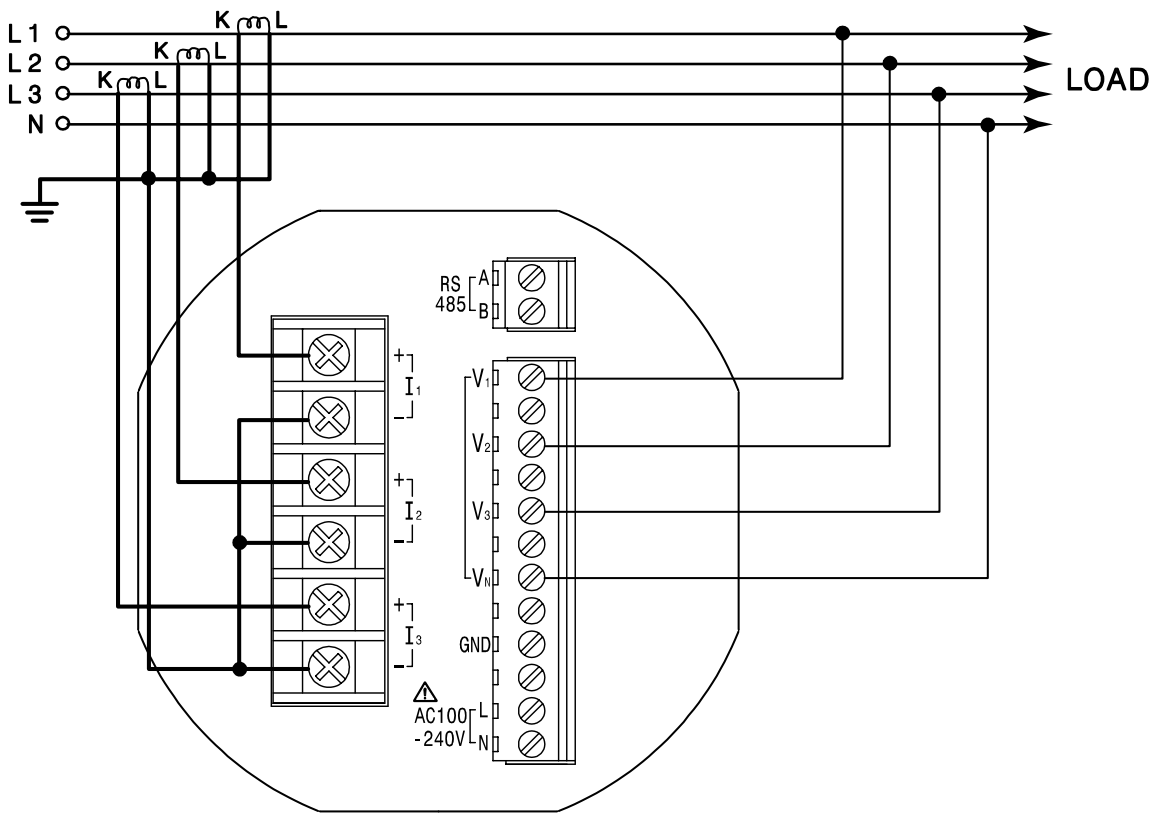 K L
L1
K L
L2
K L
L3
N
LOAD
RS
485
A
B
+
I1
-
+
I2
-
+
I3
-
V1
V2
V3
VN
GND
AC100
-240V
L
N